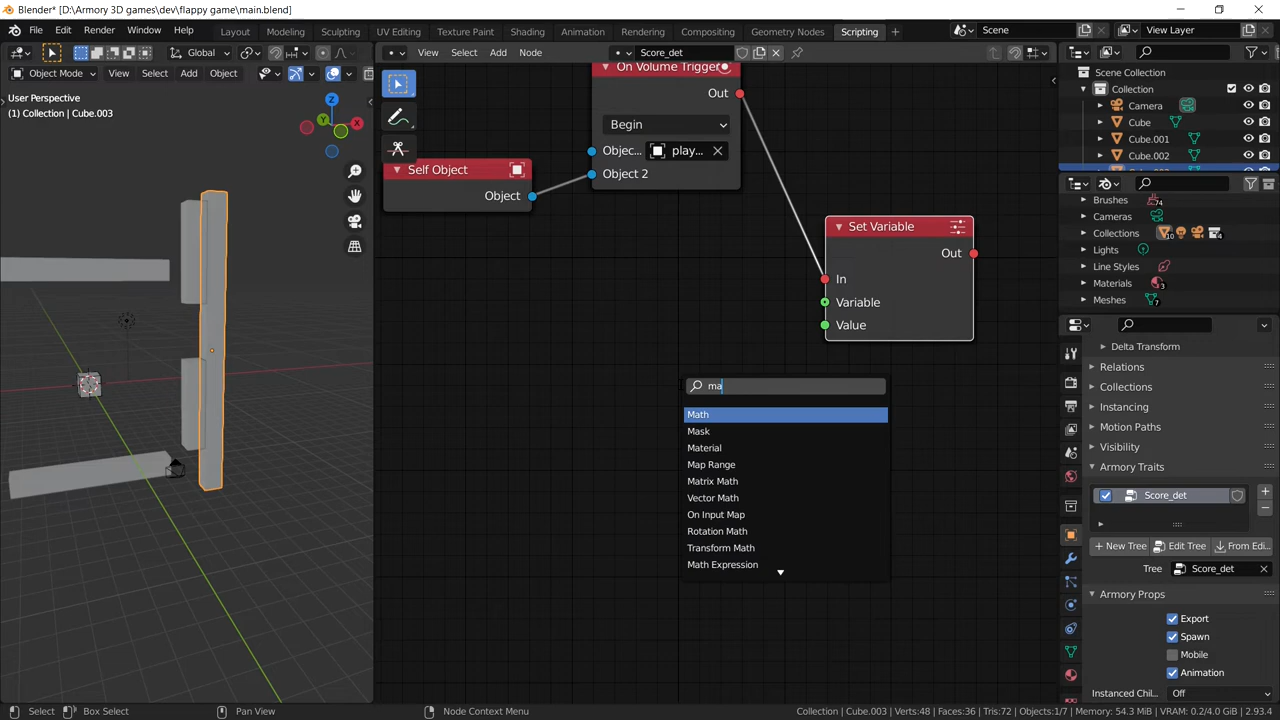 Blender* [D:\Armory 3D games\dev\flappy game\main.blend]
File Edit Render Window Help Layout Modeling Sculpting UV Editing Texture Paint Shading Animation Rendering Compositing Geometry Nodes Scripting + Scene View Layer
Global View Select Add Node Score_det
Object Mode View Select Add Object
User Perspective
(1) Collection | Cube.003
Z
Y
X
On Volume Trigger
Out
Begin
Objec... play...
Object 2
Self Object
Object
Set Variable
Out
In
Variable
Value
ma
Math
Mask
Material
Map Range
Matrix Math
Vector Math
On Input Map
Rotation Math
Transform Math
Math Expression
Scene Collection
Collection
Camera
Cube
Cube.001
Cube.002
Brushes 74
Cameras
Collections 10 4
Lights
Line Styles
Materials 3
Meshes 7
Delta Transform
Relations
Collections
Instancing
Motion Paths
Visibility
Armory Traits
Score_det
New Tree Edit Tree From Edi...
Tree Score_det
Armory Props
Export
Spawn
Mobile
Animation
Instanced Chil... Off
Select Box Select Pan View Node Context Menu Collection | Cube.003 | Verts:48 | Faces:36 | Tris:72 | Objects:1/7 | Memory: 54.3 MiB | VRAM: 0.2/4.0 GiB | 2.93.4